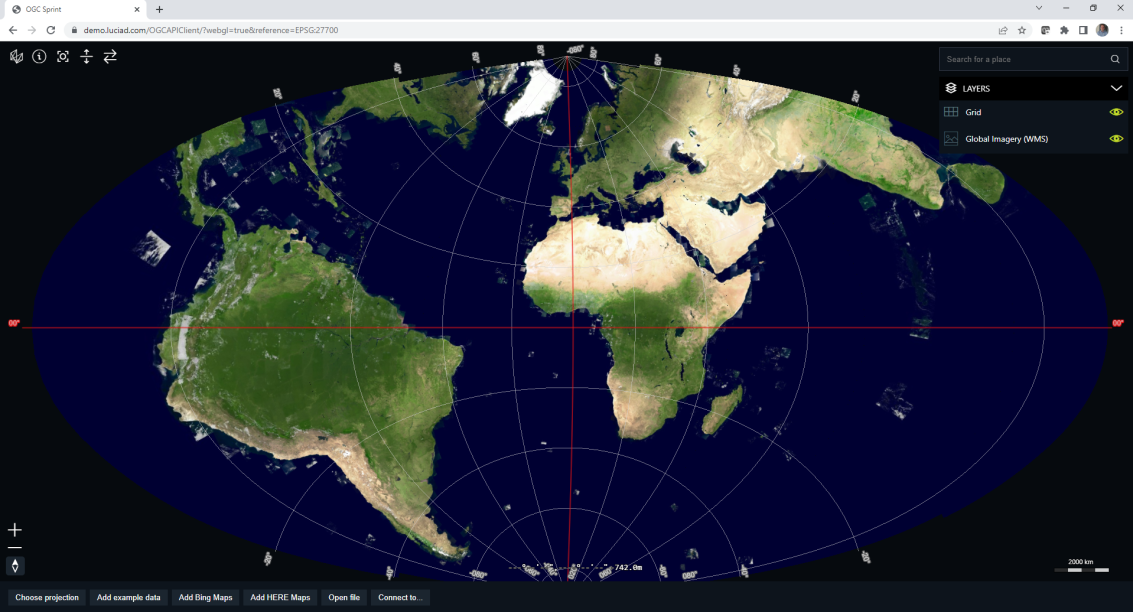 OGC Sprint
demo.luciad.com/OGCAPIClient/?webgl=true&reference=EPSG:27700
Search for a place
LAYERS
Grid
Global Imagery (WMS)
00°
00°
742.0m
2000 km
Choose projection
Add example data
Add Bing Maps
Add HERE Maps
Open file
Connect to...